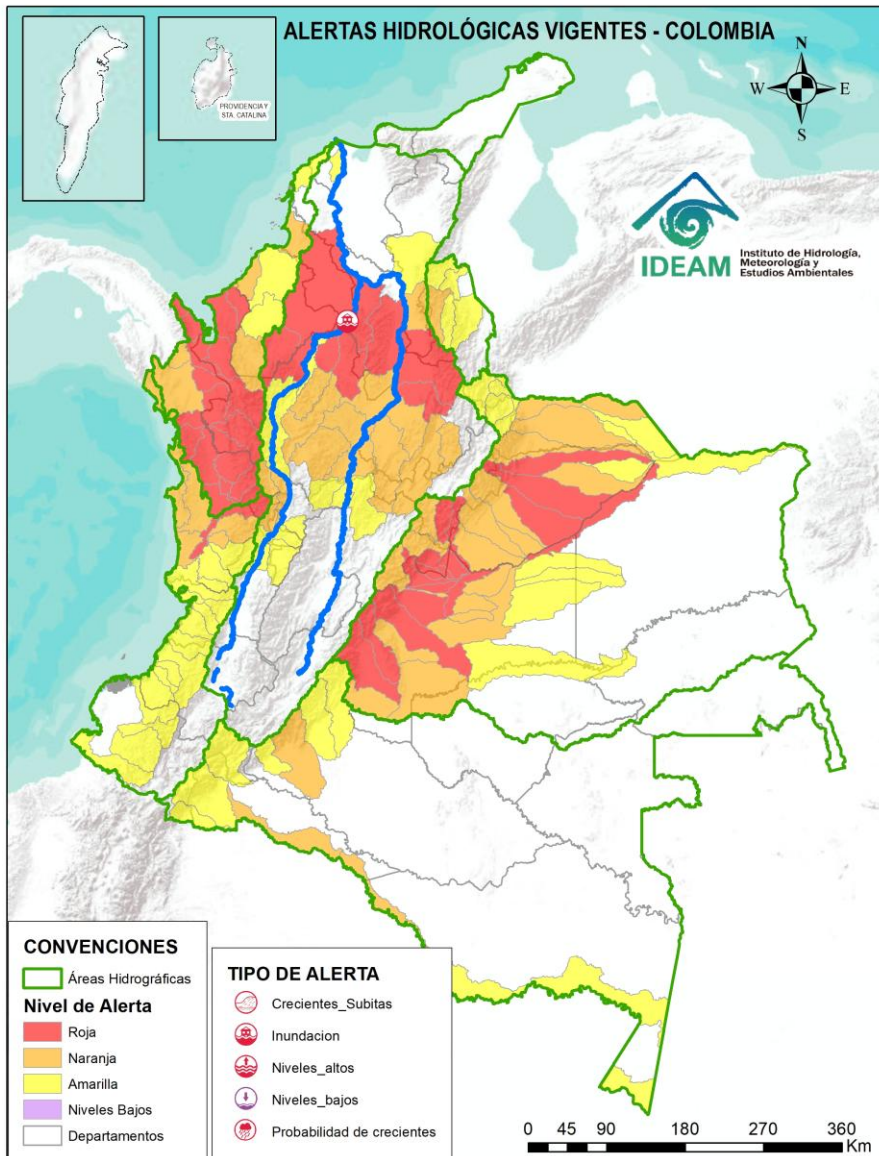 ALERTAS HIDROLÓGICAS VIGENTES - COLOMBIA
PROVIDENCIA Y
STA. CATALINA
N
W
E
S
IDEAM
Instituto de Hidrología,
Meteorología y
Estudios Ambientales
CONVENCIONES
Áreas Hidrográficas
Nivel de Alerta
Roja
Naranja
Amarilla
Niveles Bajos
Departamentos
TIPO DE ALERTA
Crecientes_Subitas
Inundacion
Niveles_altos
Niveles_bajos
Probabilidad de crecientes
0 45 90 180 270 360
Km